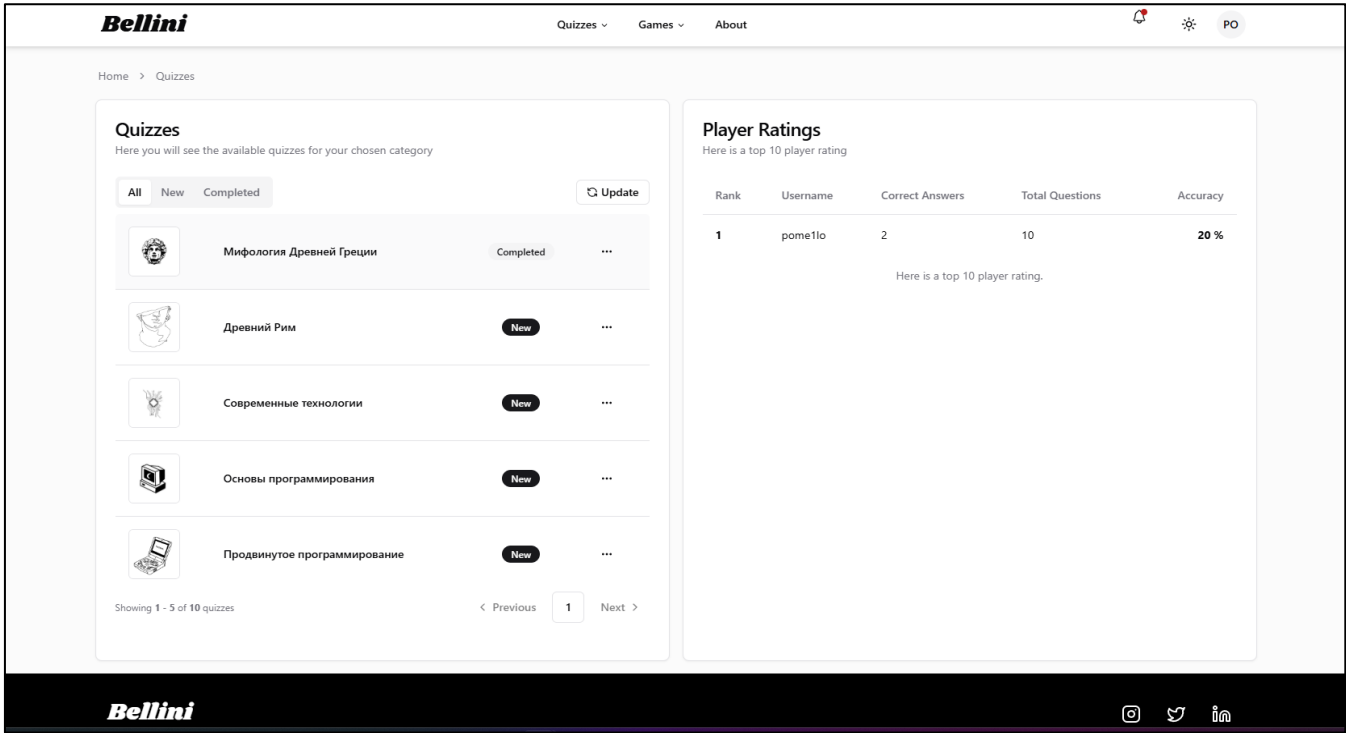 Bellini Quizzes Games About PO
Home > Quizzes
Quizzes
Here you will see the available quizzes for your chosen category
All New Completed Update
Мифология Древней Греции Completed ...
Древний Рим New ...
Современные технологии New ...
Основы программирования New ...
Продвинутое программирование New ...
Showing 1 - 5 of 10 quizzes < Previous 1 Next >
Player Ratings
Here is a top 10 player rating
Rank Username Correct Answers Total Questions Accuracy
1 pome1lo 2 10 20 %
Here is a top 10 player rating.
Bellini